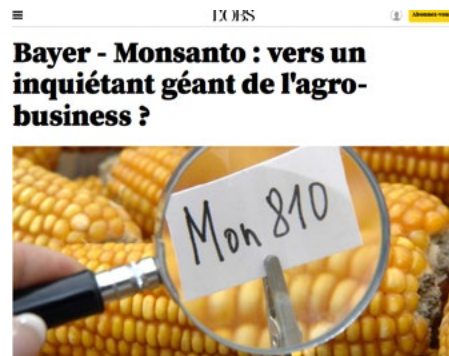 L'OBS
Abonnez-vous
Bayer - Monsanto : vers un
inquiétant géant de l'agro-
business ?
Mon 810